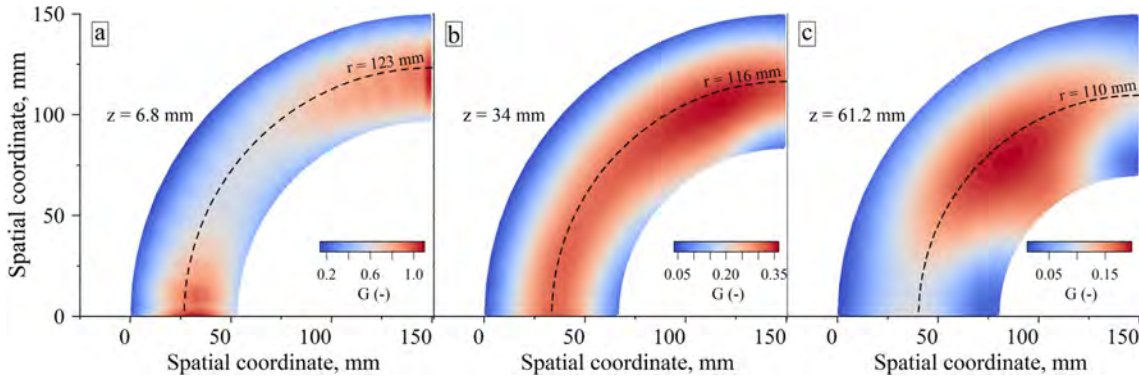 a
b
c
150
100
50
0
Spatial coordinate, mm
r = 123 mm
r = 116 mm
r = 110 mm
z = 6.8 mm
z = 34 mm
z = 61.2 mm
0.2 0.6 1.0
G (-)
0.05 0.20 0.35
G (-)
0.05 0.15
G (-)
0 50 100 150
0 50 100 150
0 50 100 150
Spatial coordinate, mm
Spatial coordinate, mm
Spatial coordinate, mm